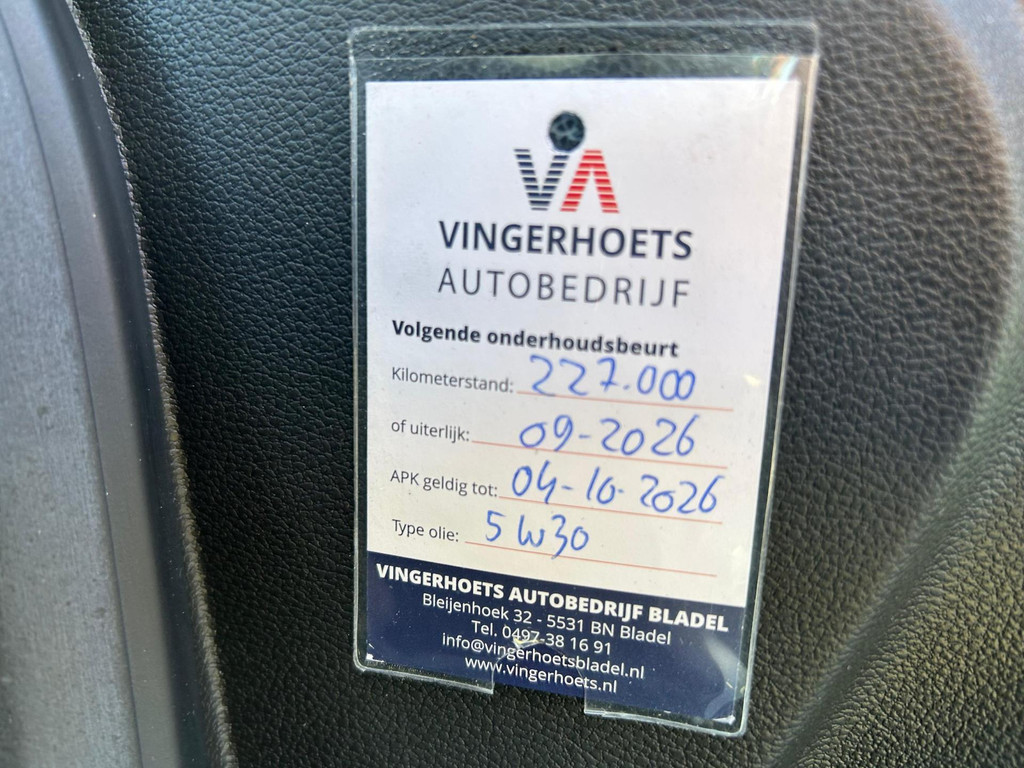 VA
VINGERHOETS
AUTOBEDRIJF
Volgende onderhoudsbeurt
Kilometerstand: 227.000
of uiterlijk: 09-2026
APK geldig tot: 04-10-2026
Type olie: 5W30
VINGERHOETS AUTOBEDRIJF BLADEL
Bleijenhoek 32 - 5531 BN Bladel
Tel. 0497-38 16 91
info@vingerhoetsbladel.nl
www.vingerhoets.nl